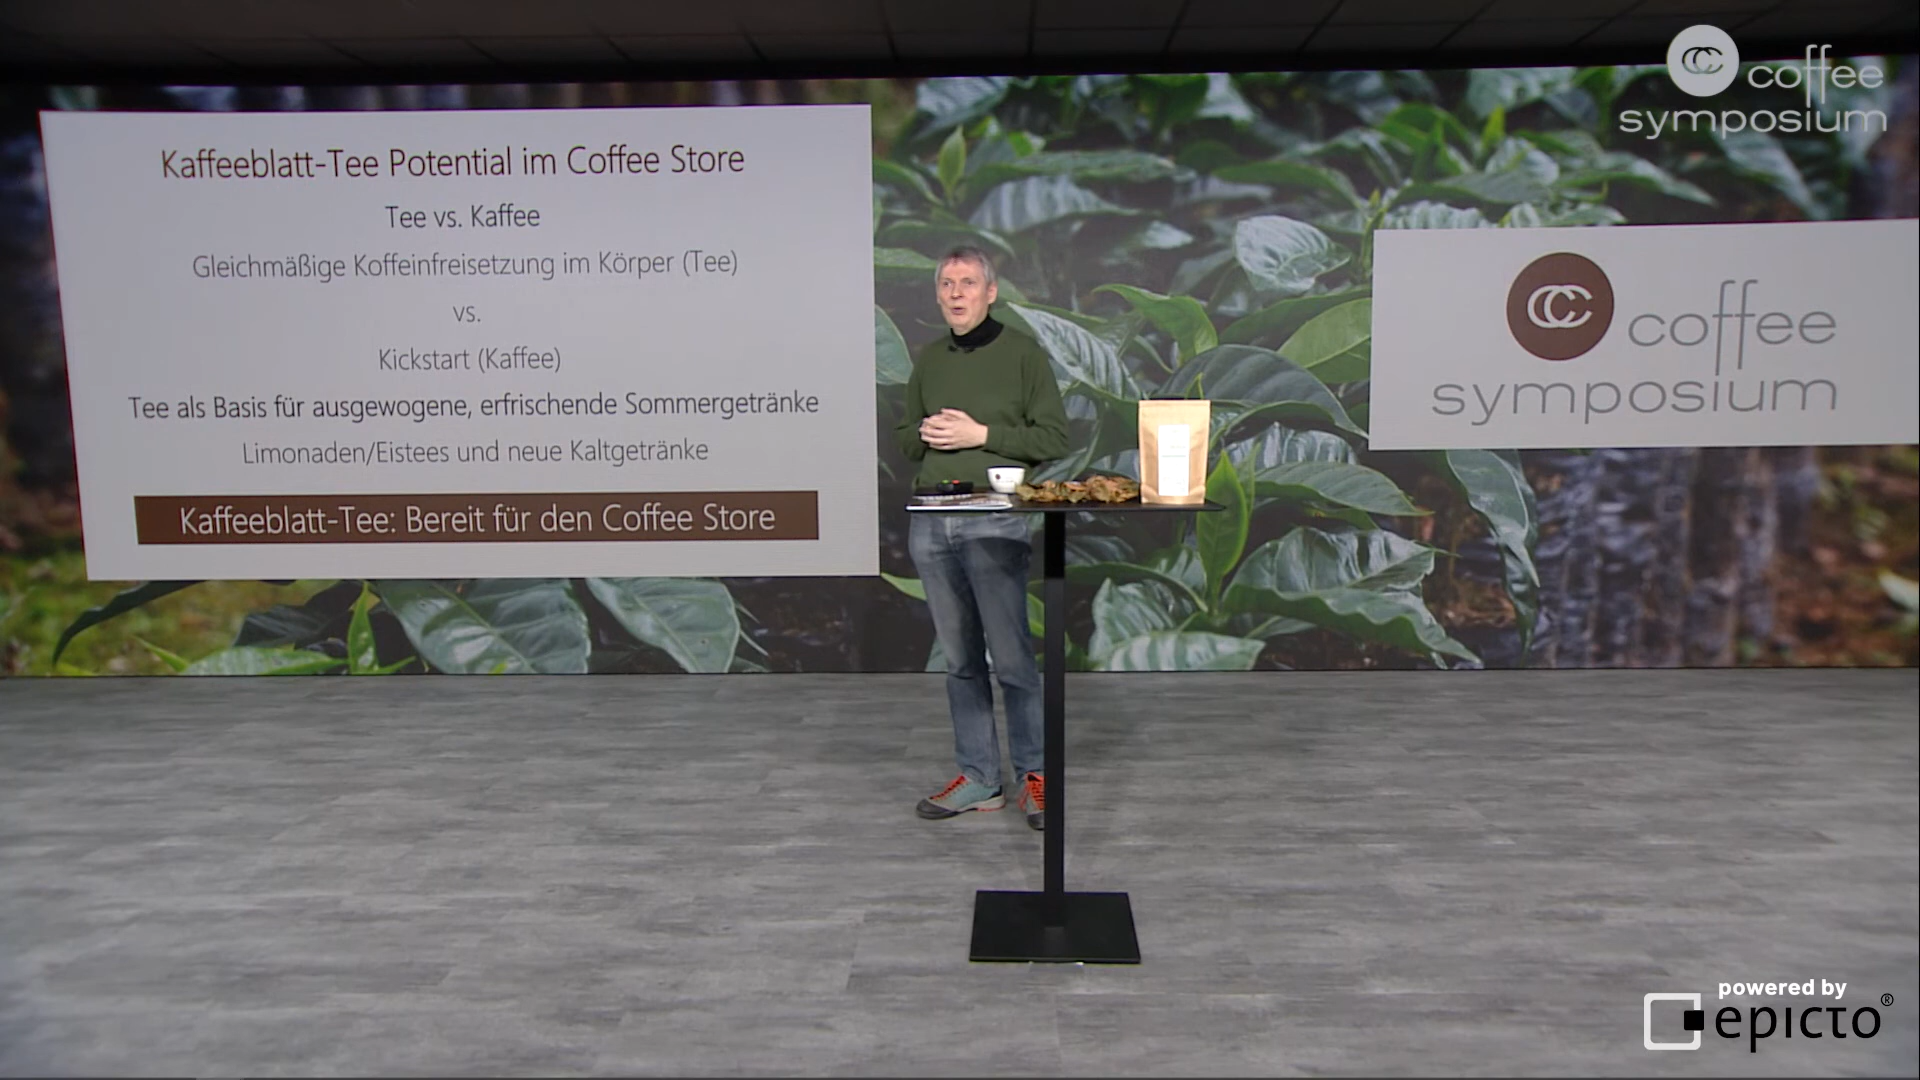 Kaffeeblatt-Tee Potential im Coffee Store
Tee vs. Kaffee
Gleichmäßige Koffeinfreisetzung im Körper (Tee)
vs.
Kickstart (Kaffee)
Tee als Basis für ausgewogene, erfrischende Sommergetränke
Limonaden/Eistees und neue Kaltgetränke
Kaffeeblatt-Tee: Bereit für den Coffee Store
coffee
symposium
coffee
symposium
powered by
epicto®